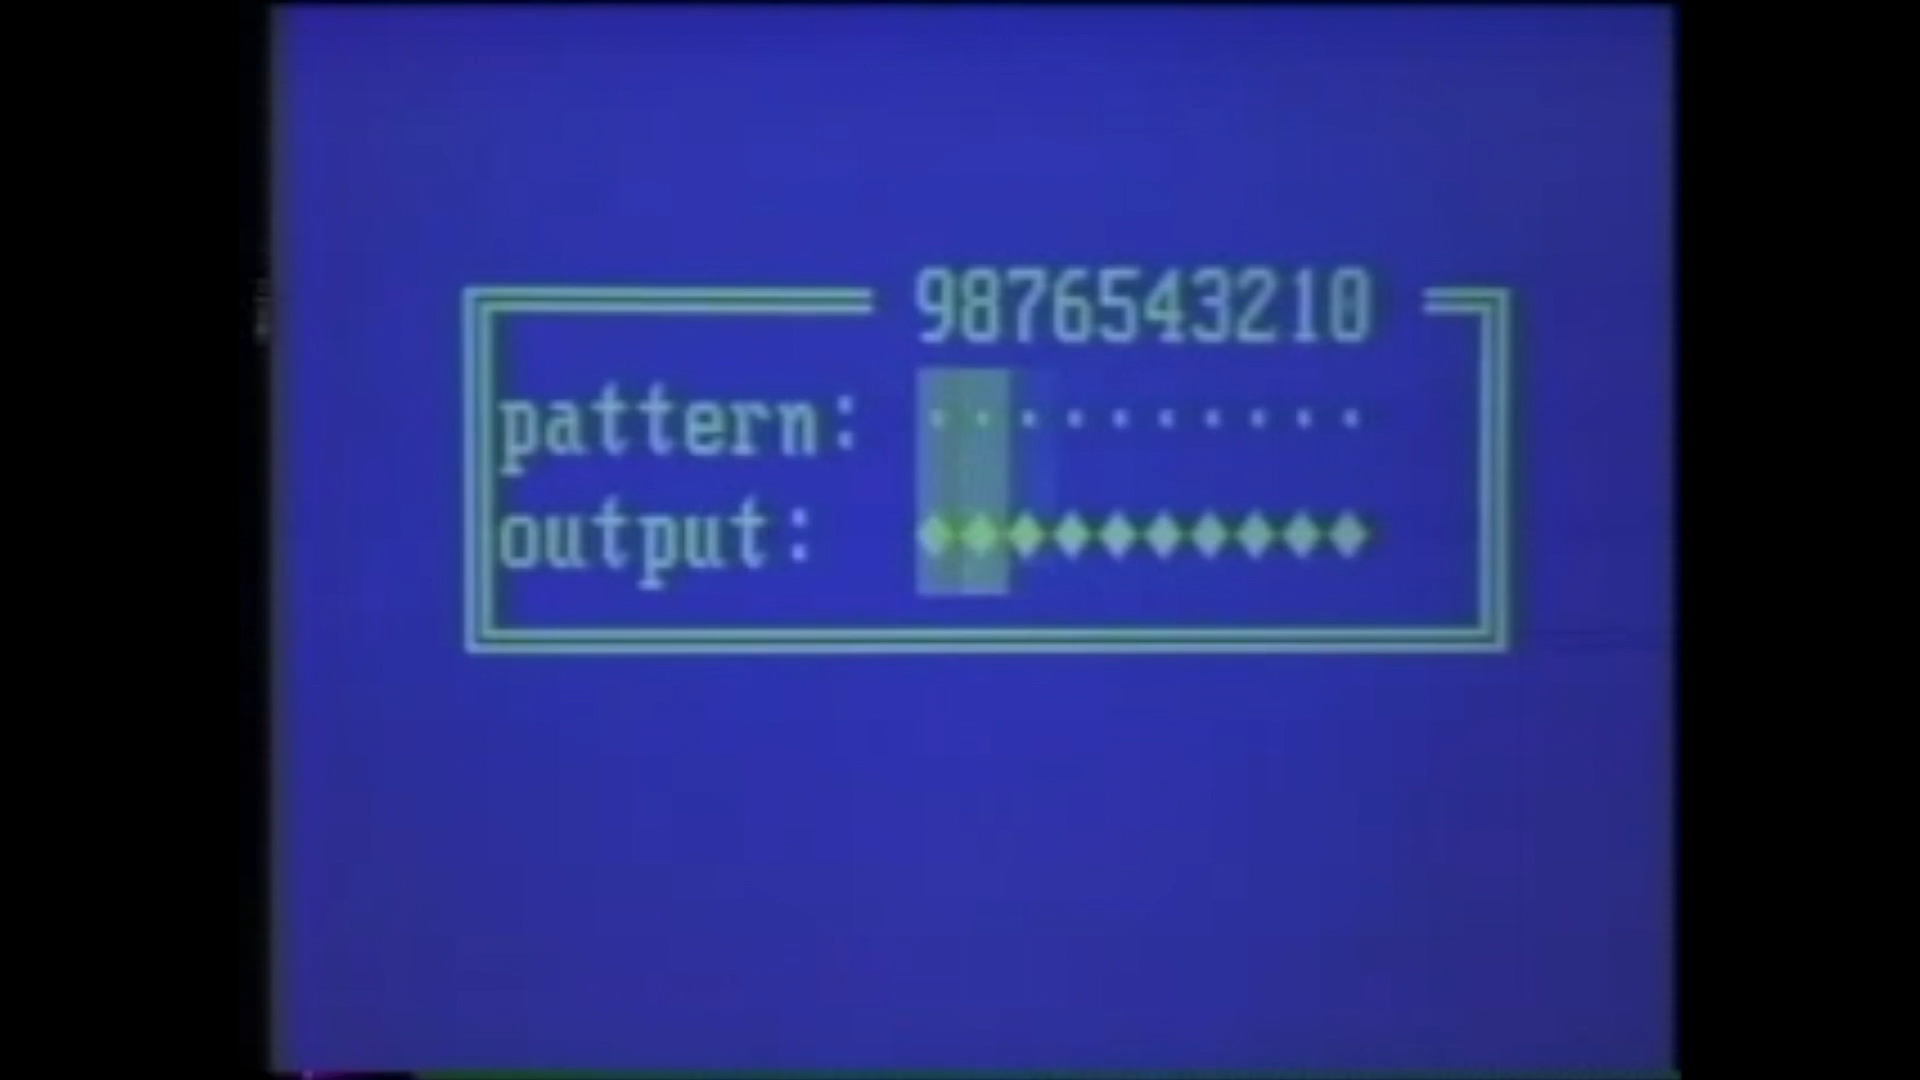 9876543210
pattern: ..........
output: ♦♦♦♦♦♦♦♦♦♦